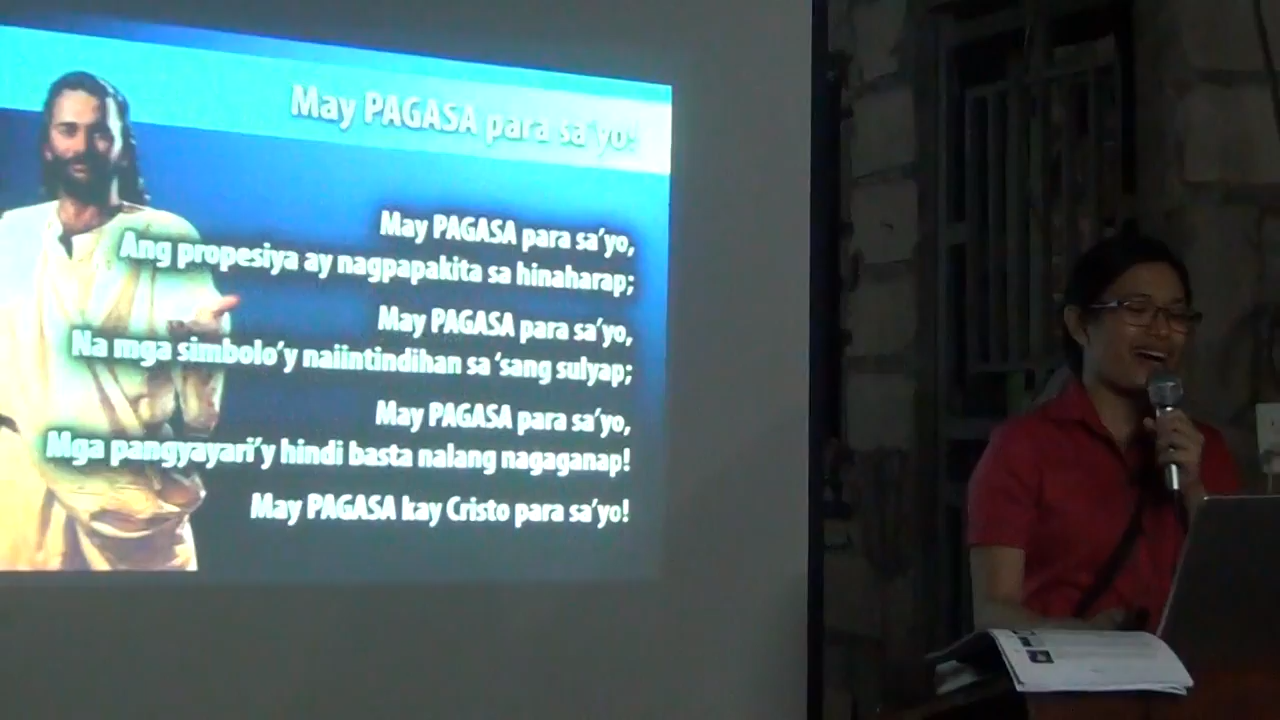 May PAGASA para sa'yo!
May PAGASA para sa'yo,
Ang propesiya ay nagpapakita sa hinaharap;
May PAGASA para sa'yo,
Na mga simbolo'y naiintindihan sa 'sang sulyap;
May PAGASA para sa'yo,
Mga pangyayari'y hindi basta nalang nagaganap!
May PAGASA kay Cristo para sa'yo!